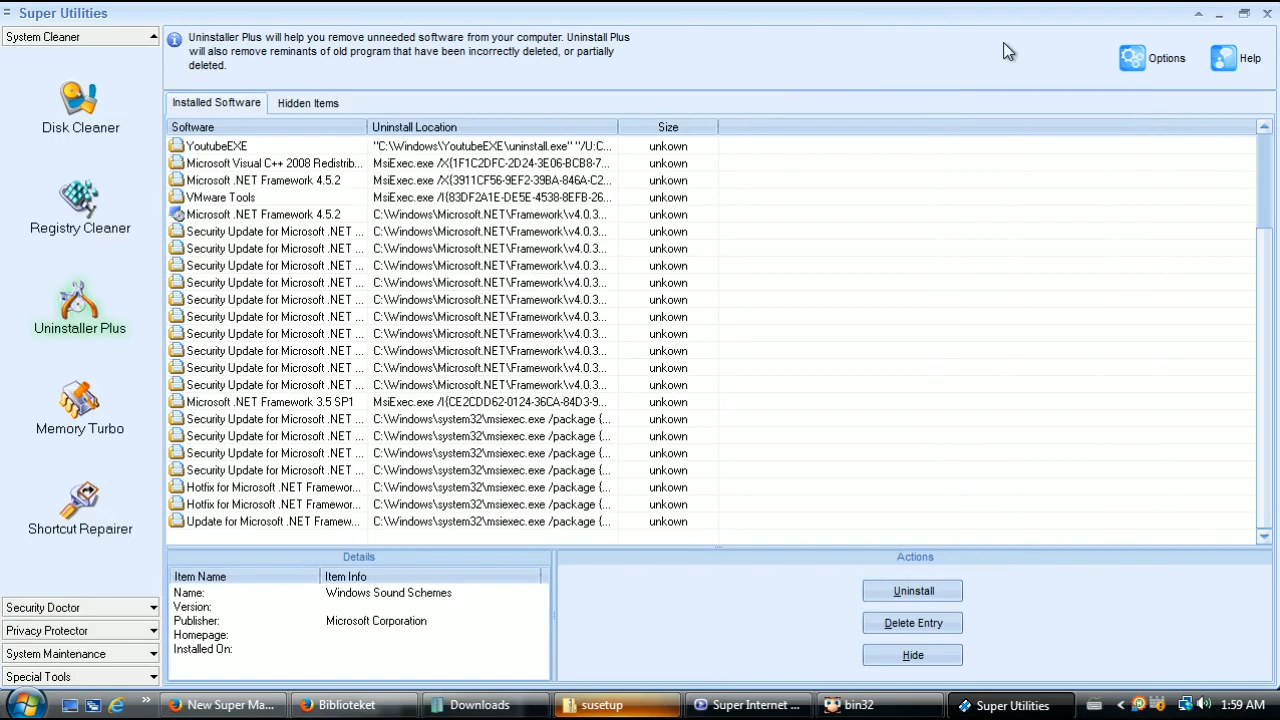 Super Utilities
System Cleaner
Uninstaller Plus will help you remove unneeded software from your computer. Uninstall Plus
will also remove reminants of old program that have been incorrectly deleted, or partially
deleted.
Options
Help
Disk Cleaner
Registry Cleaner
Uninstaller Plus
Memory Turbo
Shortcut Repairer
Security Doctor
Privacy Protector
System Maintenance
Special Tools
Installed Software
Hidden Items
Software Uninstall Location Size
YoutubeEXE "C:\Windows\YoutubeEXE\uninstall.exe" "/U:C... unkown
Microsoft Visual C++ 2008 Redistrib... MsiExec.exe /X{1F1C2DFC-2D24-3E06-BCB8-7... unkown
Microsoft .NET Framework 4.5.2 MsiExec.exe /X{3911CF56-9EF2-39BA-846A-C2... unkown
VMware Tools MsiExec.exe /I{83DF2A1E-DE5E-4538-8EFB-26... unkown
Microsoft .NET Framework 4.5.2 C:\Windows\Microsoft.NET\Framework\v4.0.3... unkown
Security Update for Microsoft .NET ... C:\Windows\Microsoft.NET\Framework\v4.0.3... unkown
Security Update for Microsoft .NET ... C:\Windows\Microsoft.NET\Framework\v4.0.3... unkown
Security Update for Microsoft .NET ... C:\Windows\Microsoft.NET\Framework\v4.0.3... unkown
Security Update for Microsoft .NET ... C:\Windows\Microsoft.NET\Framework\v4.0.3... unkown
Security Update for Microsoft .NET ... C:\Windows\Microsoft.NET\Framework\v4.0.3... unkown
Security Update for Microsoft .NET ... C:\Windows\Microsoft.NET\Framework\v4.0.3... unkown
Security Update for Microsoft .NET ... C:\Windows\Microsoft.NET\Framework\v4.0.3... unkown
Security Update for Microsoft .NET ... C:\Windows\Microsoft.NET\Framework\v4.0.3... unkown
Security Update for Microsoft .NET ... C:\Windows\Microsoft.NET\Framework\v4.0.3... unkown
Security Update for Microsoft .NET ... C:\Windows\Microsoft.NET\Framework\v4.0.3... unkown
Microsoft .NET Framework 3.5 SP1 MsiExec.exe /I{CE2CDD62-0124-36CA-84D3-9... unkown
Security Update for Microsoft .NET ... C:\Windows\system32\msiexec.exe /package {... unkown
Security Update for Microsoft .NET ... C:\Windows\system32\msiexec.exe /package {... unkown
Security Update for Microsoft .NET ... C:\Windows\system32\msiexec.exe /package {... unkown
Security Update for Microsoft .NET ... C:\Windows\system32\msiexec.exe /package {... unkown
Hotfix for Microsoft .NET Framewor... C:\Windows\system32\msiexec.exe /package {... unkown
Hotfix for Microsoft .NET Framewor... C:\Windows\system32\msiexec.exe /package {... unkown
Update for Microsoft .NET Framew... C:\Windows\system32\msiexec.exe /package {... unkown
Details
Item Name Item Info
Name: Windows Sound Schemes
Version:
Publisher: Microsoft Corporation
Homepage:
Installed On:
Actions
Uninstall
Delete Entry
Hide
New Super Ma... Biblioteket Downloads susetup Super Internet ... bin32 Super Utilities 1:59 AM